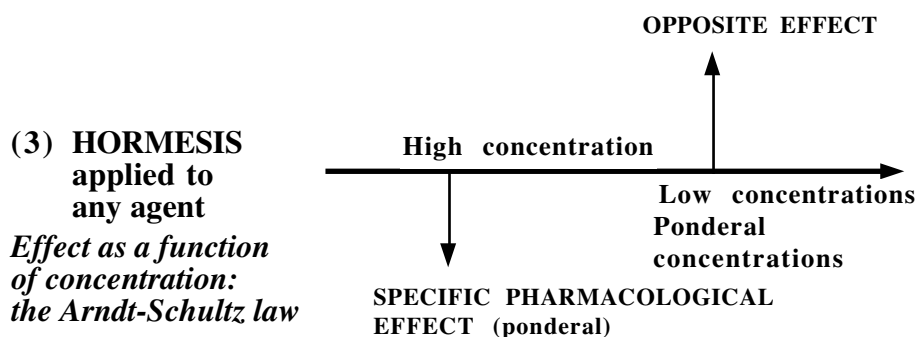 OPPOSITE EFFECT
(3) HORMESIS
applied to
any agent
Effect as a function
of concentration:
the Arndt-Schultz law
High concentration
Low concentrations
Ponderal
concentrations
SPECIFIC PHARMACOLOGICAL
EFFECT (ponderal)